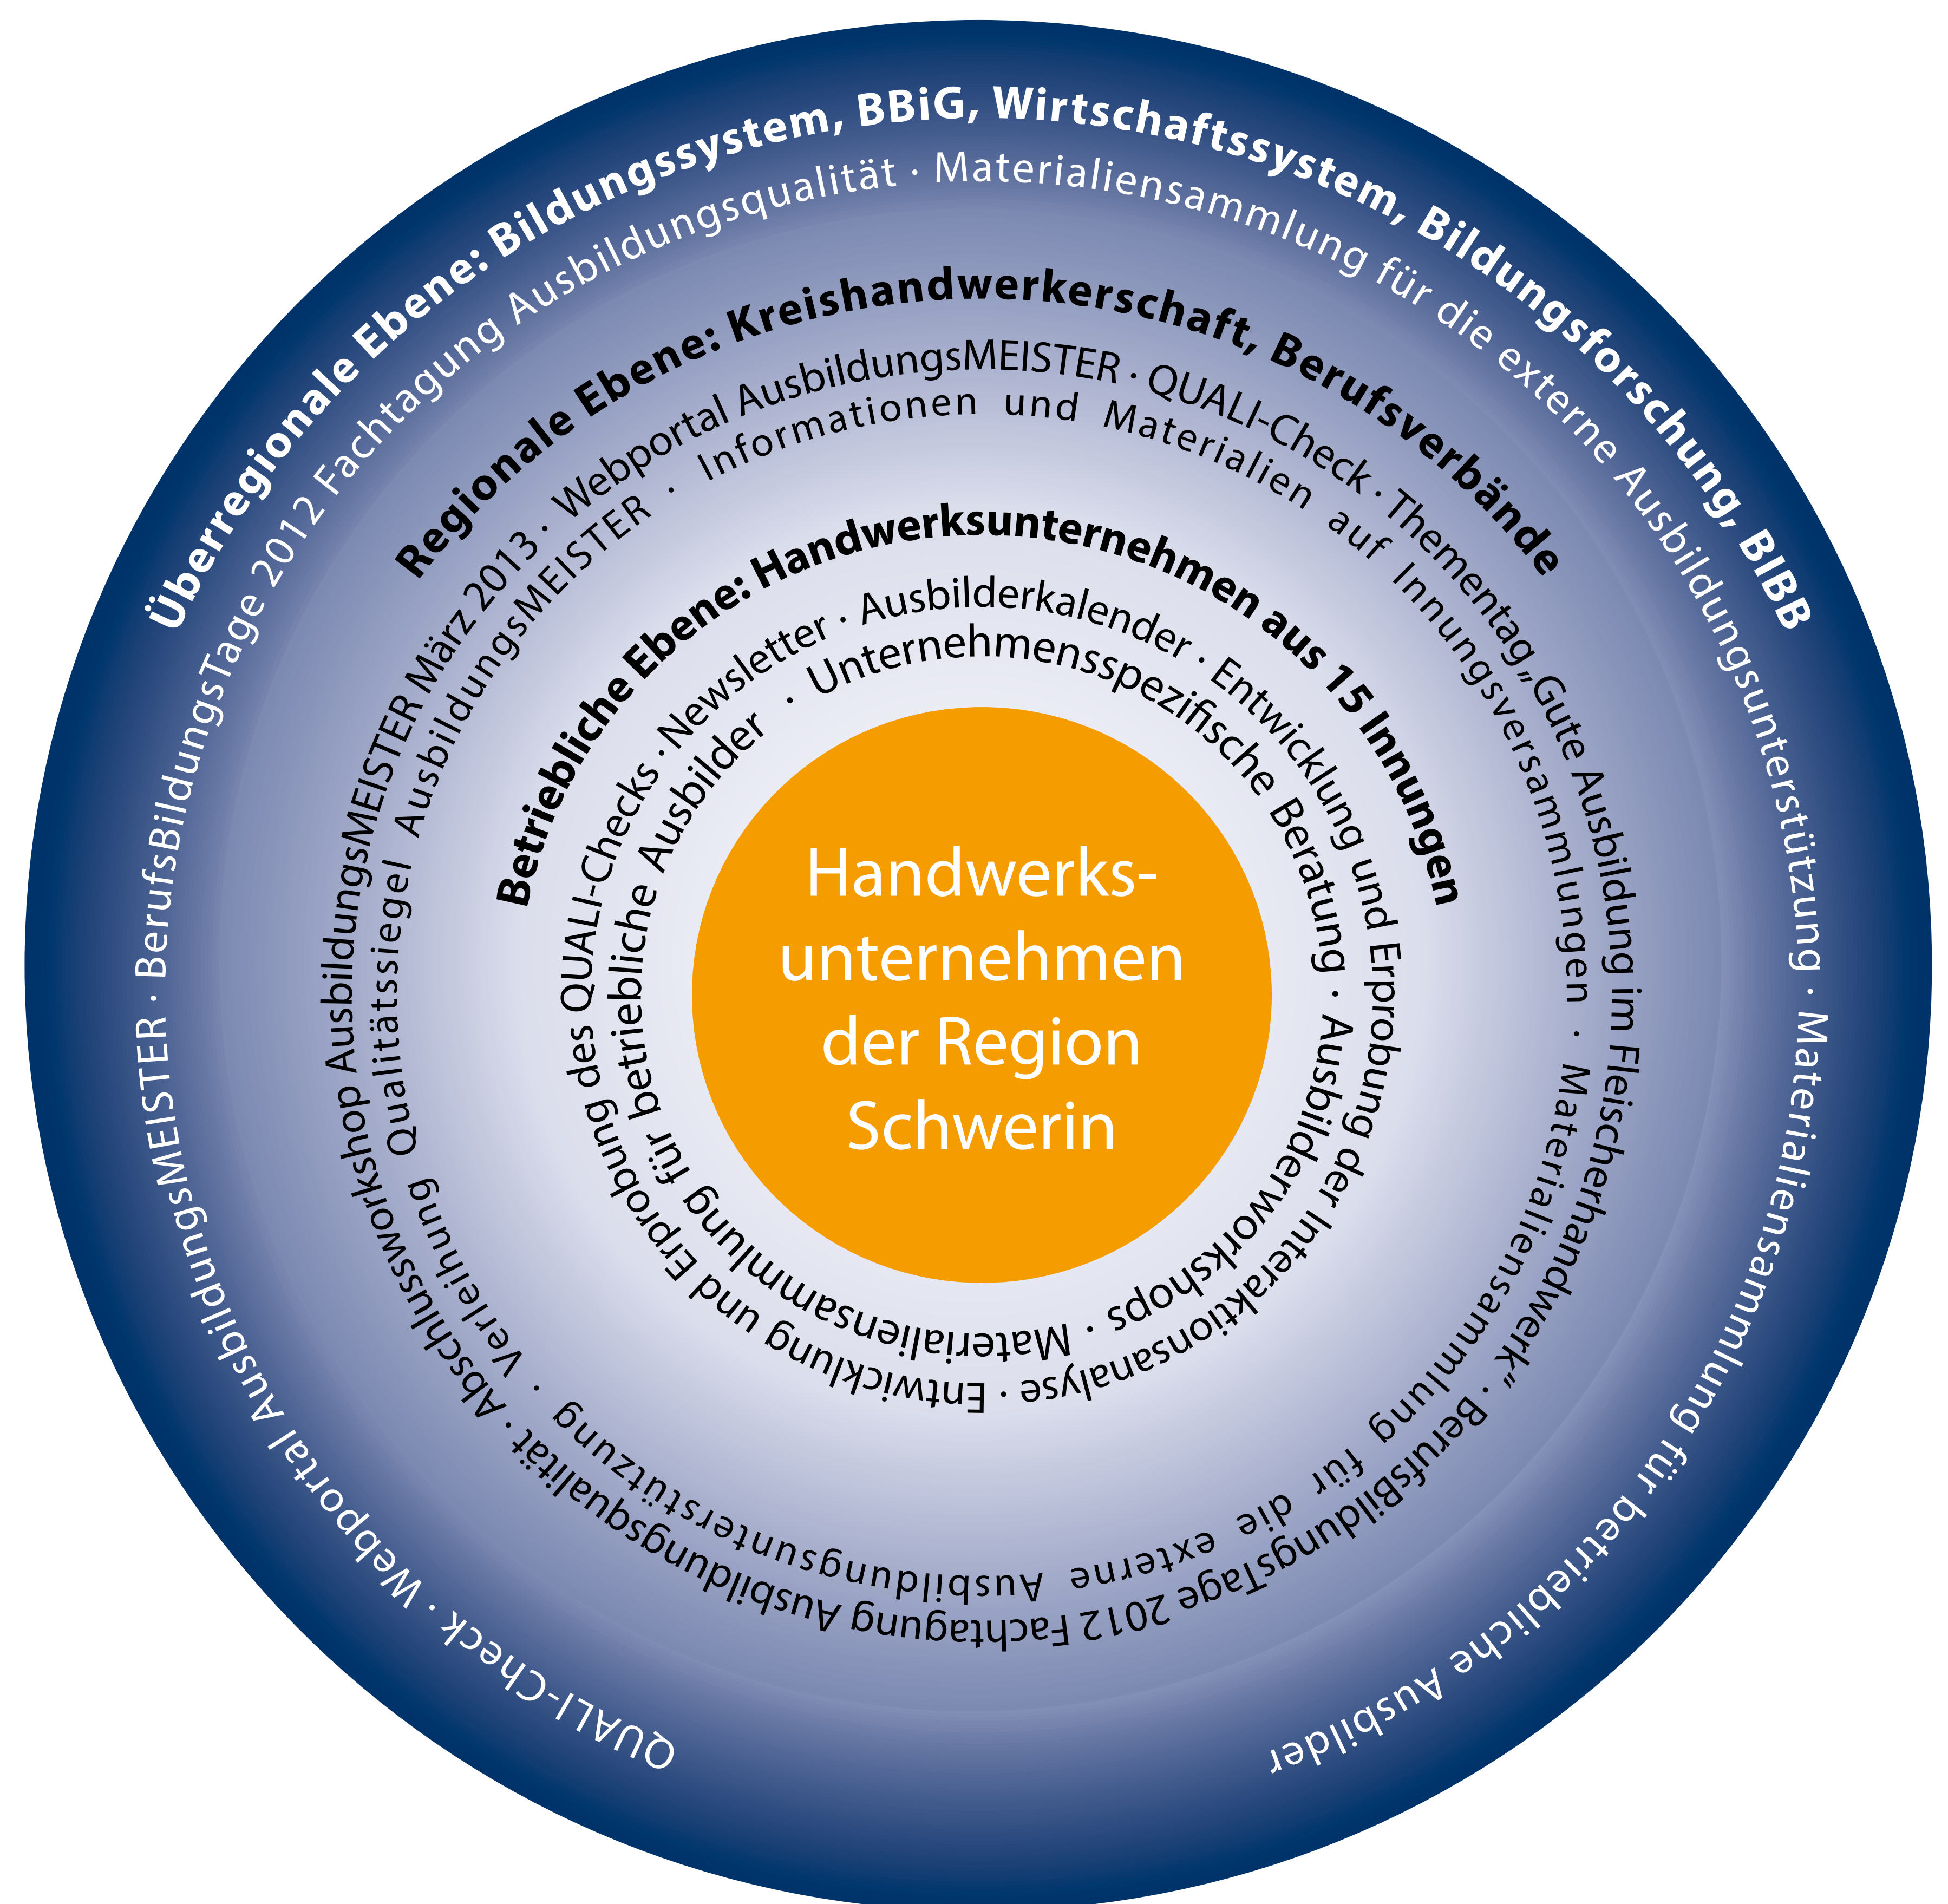 Überregionale Ebene: Bildungssystem, BBiG, Wirtschaftssystem, Bildungsforschung, BIBB
QUALI-Check · Webportal AusbildungsMEISTER · BerufsBildungsTage 2012 Fachtagung Ausbildungsqualität · Materialiensammlung für die externe Ausbildungsunterstützung · Materialiensammlung für betriebliche Ausbilder
Regionale Ebene: Kreishandwerkerschaft, Berufsverbände
Webportal AusbildungsMEISTER · QUALI-Check · Thementag „Gute Ausbildung im Fleischerhandwerk“ · BerufsBildungsTage 2012 Fachtagung Ausbildungsqualität · Abschlussworkshop AusbildungsMEISTER März 2013 ·
Informationen und Materialien auf Innungsversammlungen · Materialiensammlung für die externe Ausbildungsunterstützung · Verleihung Qualitätssiegel AusbildungsMEISTER ·
Betriebliche Ebene: Handwerksunternehmen aus 15 Innungen
Newsletter · Ausbilderkalender · Entwicklung und Erprobung der Interaktionsanalyse · Entwicklung und Erprobung des QUALI-Checks ·
Unternehmensspezifische Beratung · Ausbilderworkshops · Materialiensammlung für betriebliche Ausbilder ·
Handwerks-
unternehmen
der Region
Schwerin